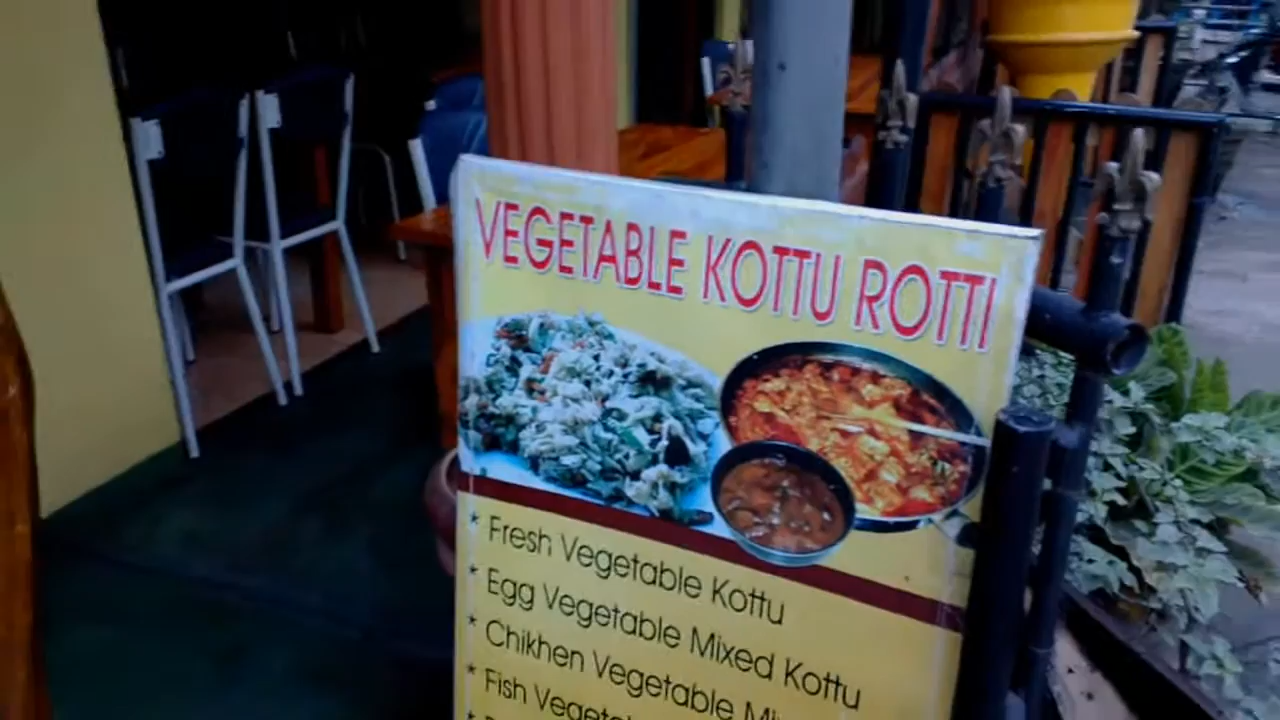 VEGETABLE KOTTU ROTTI
* Fresh Vegetable Kottu
* Egg Vegetable Mixed Kottu
* Chikhen Vegetable
* Fish